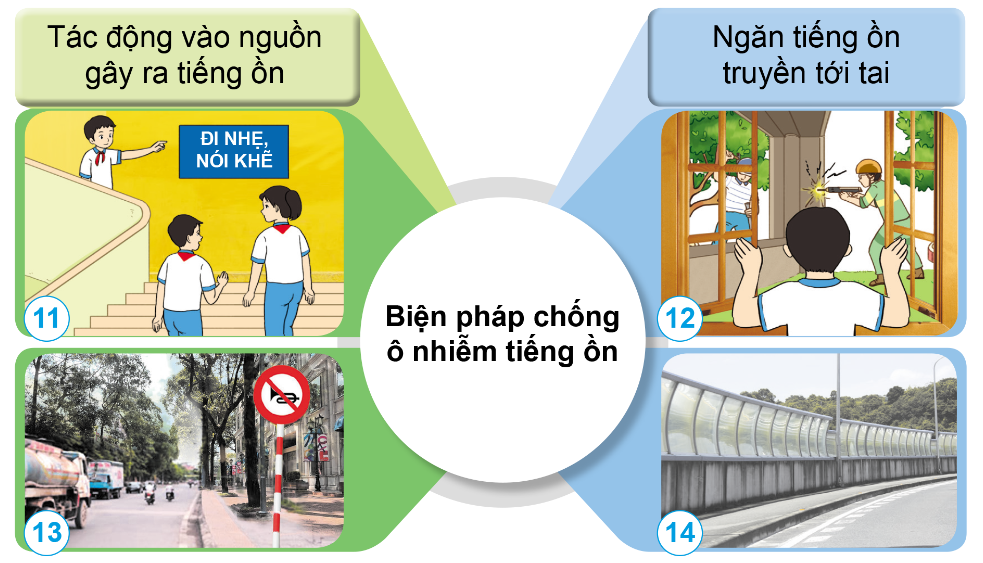 Tác động vào nguồn
gây ra tiếng ồn
Ngăn tiếng ồn
truyền tới tai
ĐI NHẸ,
NÓI KHẼ
11
12
Biện pháp chống
ô nhiễm tiếng ồn
13
14